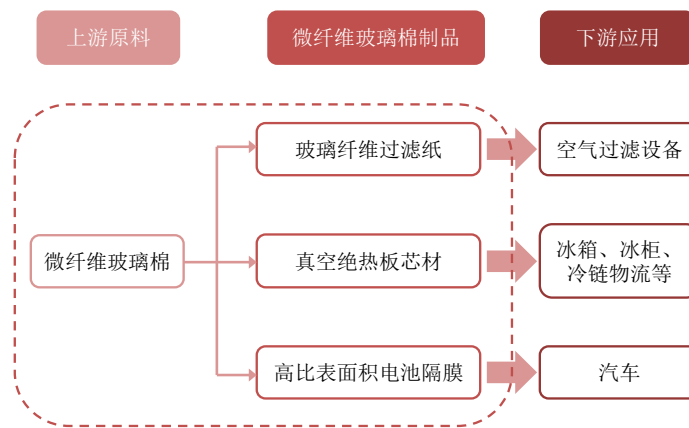 上游原料
微纤维玻璃棉制品
下游应用
玻璃纤维过滤纸
空气过滤设备
微纤维玻璃棉
真空绝热板芯材
冰箱、冰柜、
冷链物流等
高比表面积电池隔膜
汽车